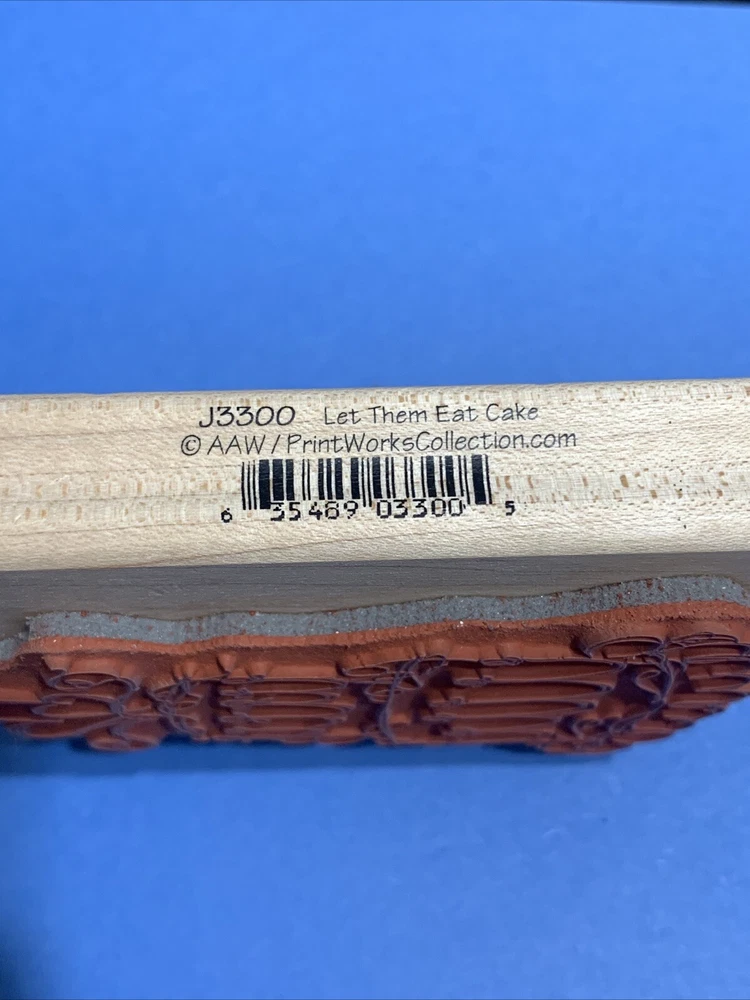 J3300 Let Them Eat Cake
© AAW / PrintWorksCollection.com
6 35489 03300 5